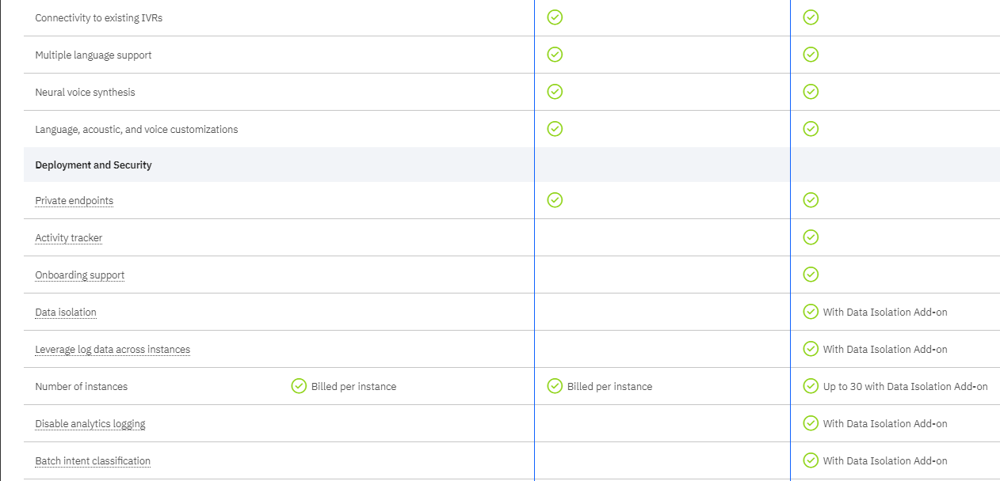 Connectivity to existing IVRs
Multiple language support
Neural voice synthesis
Language, acoustic, and voice customizations
Deployment and Security
Private endpoints
Activity tracker
Onboarding support
Data isolation With Data Isolation Add-on
Leverage log data across instances With Data Isolation Add-on
Number of instances Billed per instance Billed per instance Up to 30 with Data Isolation Add-on
Disable analytics logging With Data Isolation Add-on
Batch intent classification With Data Isolation Add-on